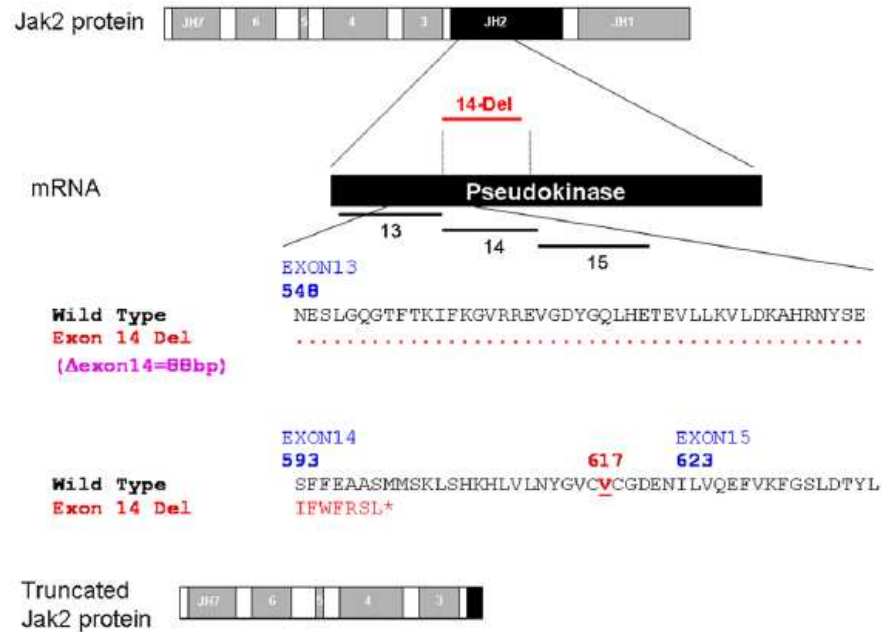 Jak2 protein
JH7 6 5 4 3 JH2 JH1
14-Del
mRNA
Pseudokinase
13
14
15
EXON13
548
Wild Type NESLGQGTFTKIFKGVRREVGDYGQLHETEVLLKVLDKAHRNYSE
Exon 14 Del .............................................
(Δexon14=88bp)
EXON14 EXON15
593 617 623
Wild Type SFFEAASMMSKLSHKHLVLNYGVCVCGDENILVQEFVKFGSLDTYL
Exon 14 Del IFWFRSL*
Truncated
Jak2 protein
JH7 6 5 4 3